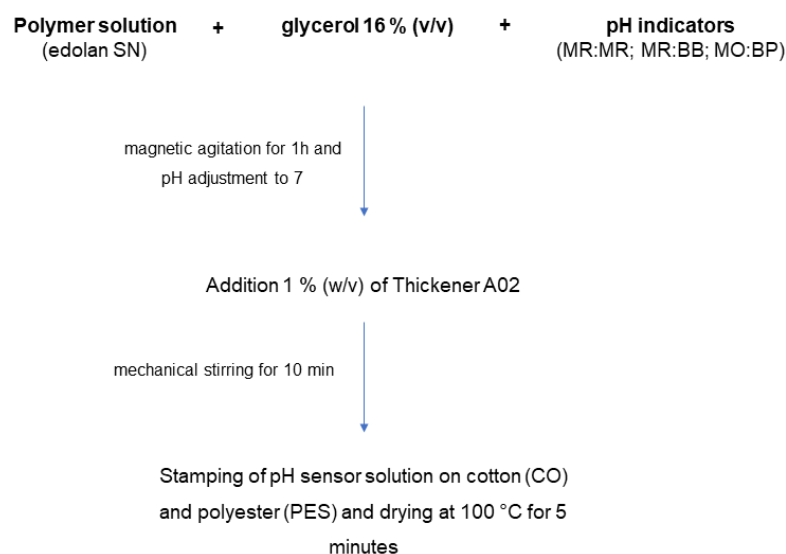 Polymer solution + glycerol 16 % (v/v) + pH indicators
(edolan SN) (MR:MR; MR:BB; MO:BP)
magnetic agitation for 1h and
pH adjustment to 7
Addition 1 % (w/v) of Thickener A02
mechanical stirring for 10 min
Stamping of pH sensor solution on cotton (CO)
and polyester (PES) and drying at 100 °C for 5
minutes